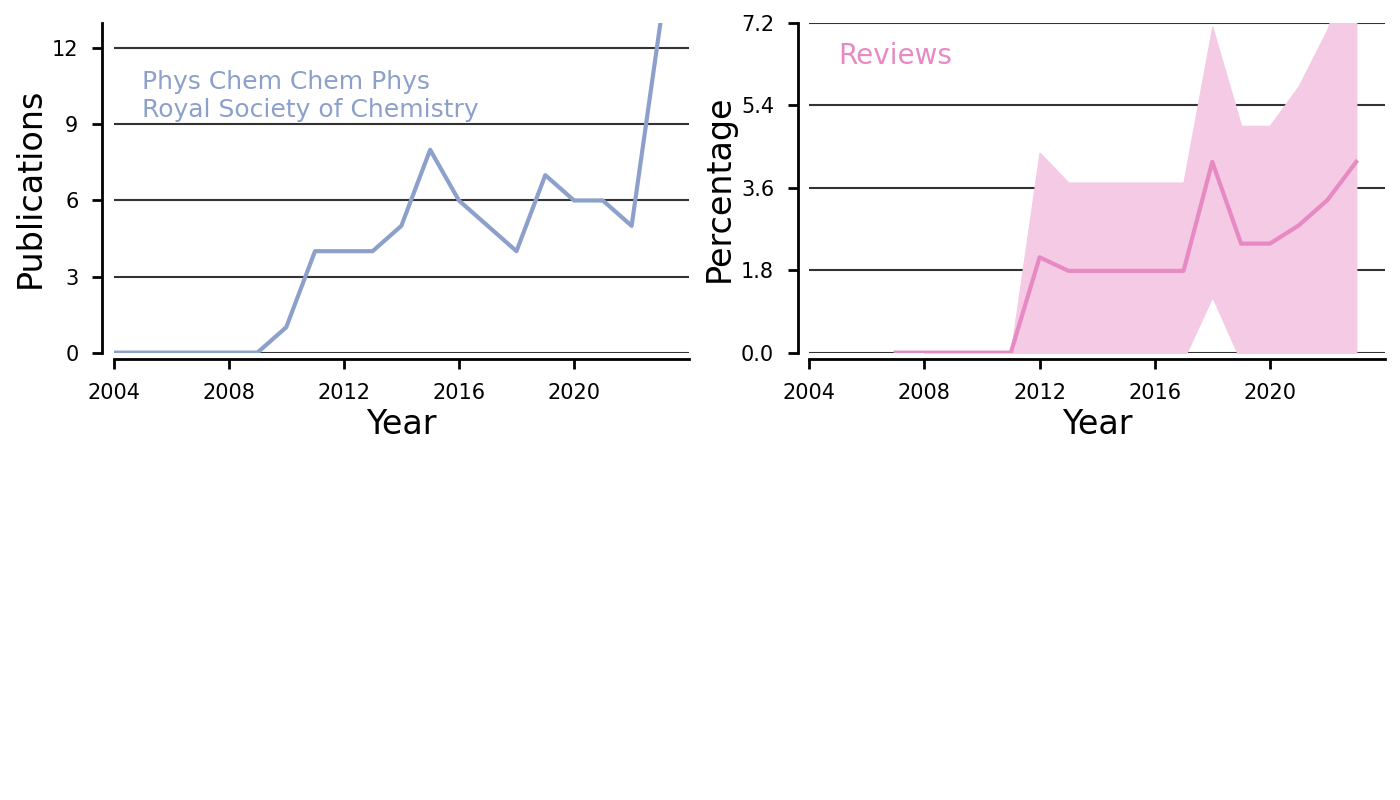 Publications
12
9
6
3
0
Phys Chem Chem Phys
Royal Society of Chemistry
2004 2008 2012 2016 2020
Year
Percentage
7.2
5.4
3.6
1.8
0.0
Reviews
2004 2008 2012 2016 2020
Year